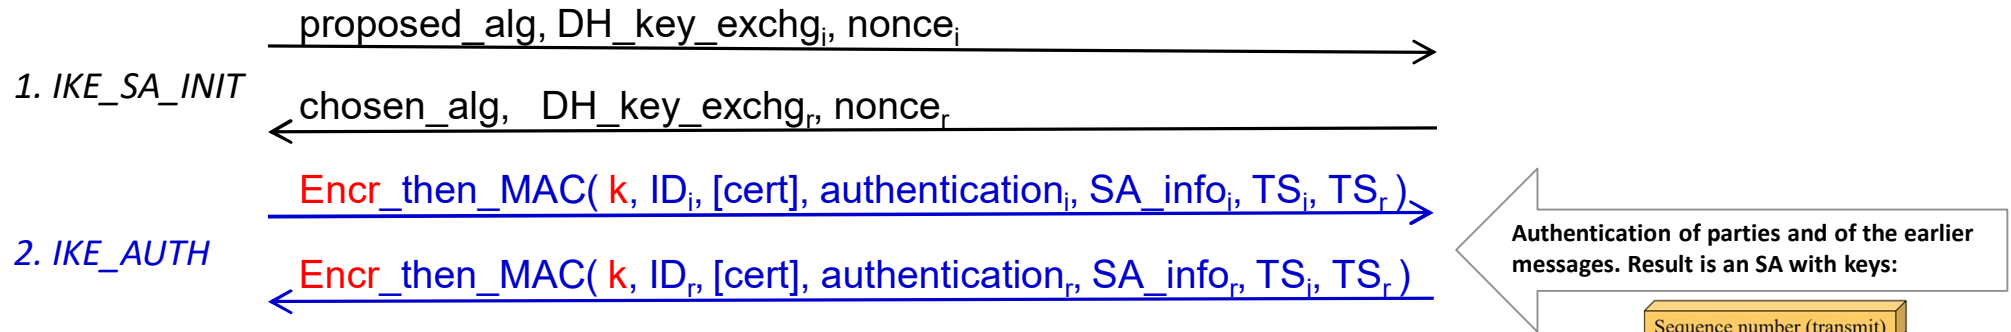 proposed_alg, DH_key_exchgᵢ, nonceᵢ
1. IKE_SA_INIT
chosen_alg, DH_key_exchgᵣ, nonceᵣ
Encr_then_MAC( k, IDᵢ, [cert], authenticationᵢ, SA_infoᵢ, TSᵢ, TSᵣ )
2. IKE_AUTH
Encr_then_MAC( k, IDᵣ, [cert], authenticationᵣ, SA_infoᵣ, TSᵢ, TSᵣ )
Authentication of parties and of the earlier
messages. Result is an SA with keys:
Sequence number (transmit)